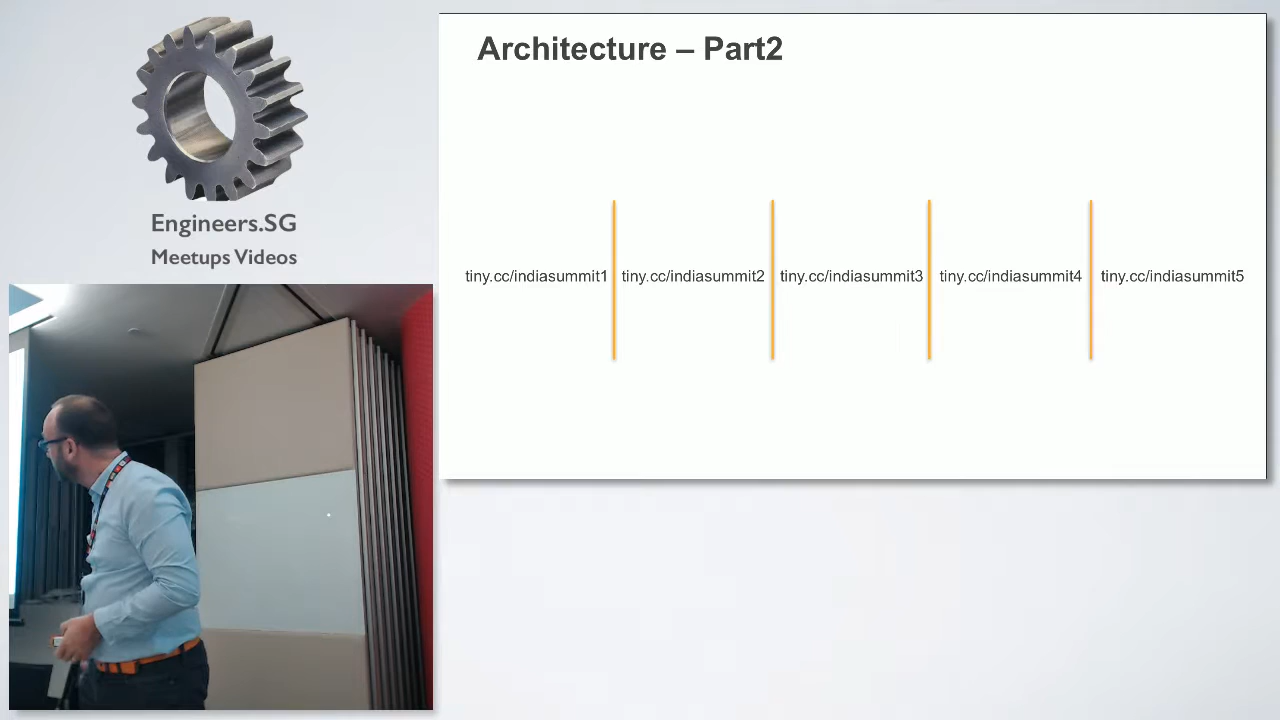 Engineers.SG
Meetups Videos
Architecture – Part2
tiny.cc/indiasummit1
tiny.cc/indiasummit2
tiny.cc/indiasummit3
tiny.cc/indiasummit4
tiny.cc/indiasummit5